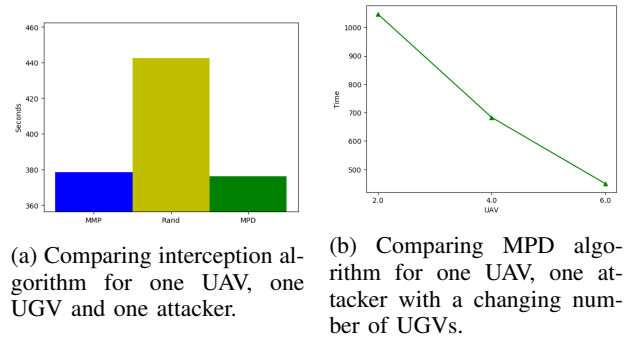 460
440
420
400
380
360
Seconds
MMP Rand MPD
(a) Comparing interception al-
gorithm for one UAV, one
UGV and one attacker.
1000
900
800
700
600
500
Time
2.0 4.0 6.0
UAV
(b) Comparing MPD algo-
rithm for one UAV, one at-
tacker with a changing num-
ber of UGVs.